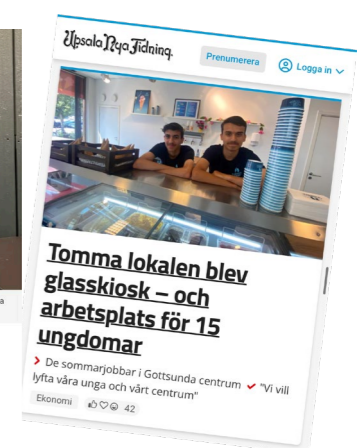 Upsala Nya Tidning
Prenumerera
Logga in
Tomma lokalen blev
glasskiosk – och
arbetsplats för 15
ungdomar
De sommarjobbar i Gottsunda centrum "Vi vill
lyfta våra unga och vårt centrum"
Ekonomi 42
a